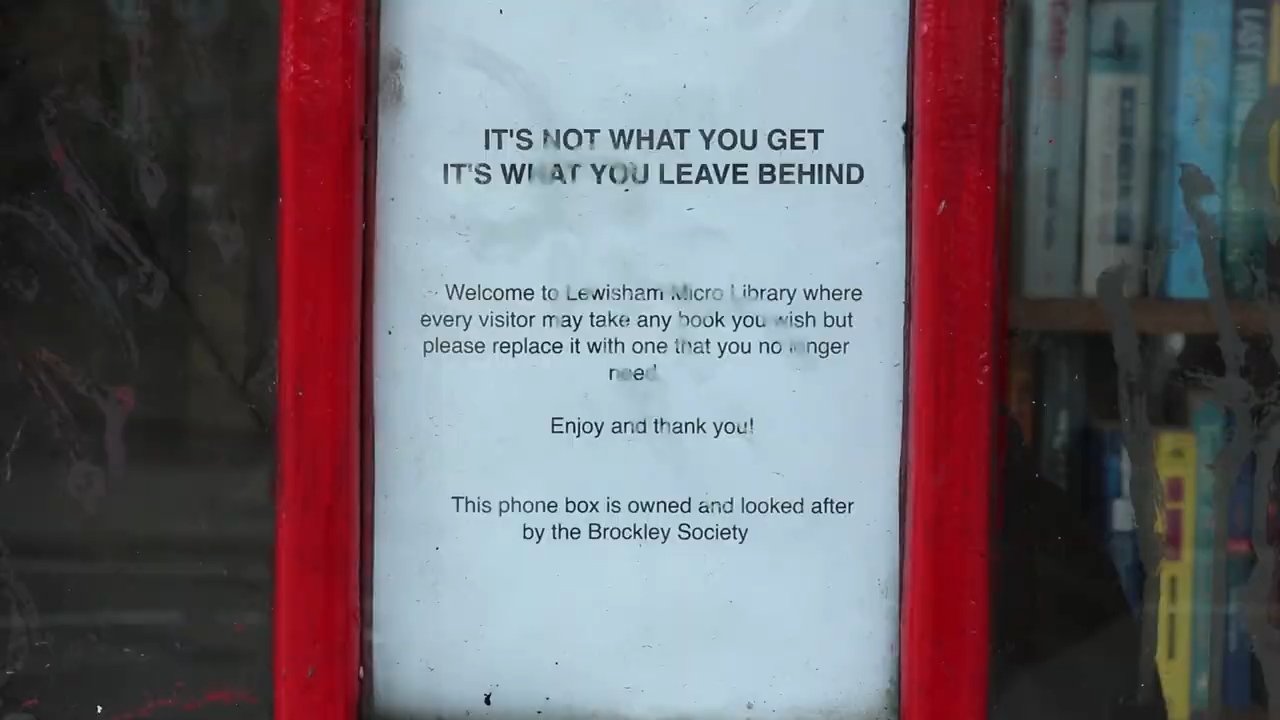 IT'S NOT WHAT YOU GET
IT'S WHAT YOU LEAVE BEHIND
Welcome to Lewisham Micro Library where
every visitor may take any book you wish but
please replace it with one that you no longer
need.
Enjoy and thank you!
This phone box is owned and looked after
by the Brockley Society
LAST